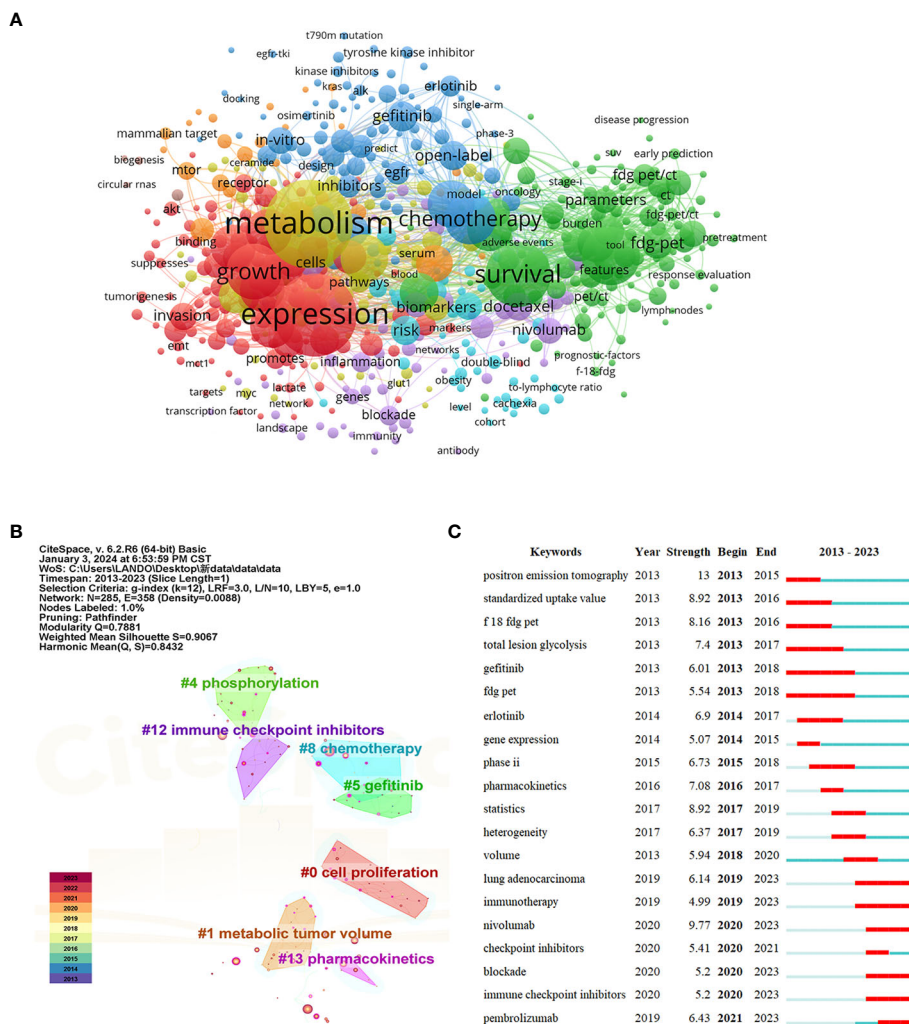 A
t790m mutation
egfr-tki
tyrosine kinase inhibitor
kinase inhibitors
kras
alk
erlotinib
docking
single-arm
osimertinib
gefitinib
disease progression
mammalian target
in-vitro
predict
phase-3
open-label
suv
early prediction
biogenesis
mtor
ceramide
design
egfr
stage-i
fdg pet/ct
circular rnas
receptor
inhibitors
model
oncology
parameters
ct
akt
metabolism
chemotherapy
burden
fdg-pet/ct
binding
adverse events
tool
fdg-pet
pretreatment
suppresses
growth
cells
serum
survival
features
response evaluation
blood
pathways
tumorigenesis
pet/ct
invasion
expression
biomarkers
docetaxel
lymph-nodes
risk
markers
nivolumab
emt
mct1
promotes
inflammation
networks
double-blind
prognostic-factors
f-18-fdg
targets
myc
lactate
glut1
obesity
to-lymphocyte ratio
network
genes
cachexia
transcription factor
blockade
level
cohort
landscape
immunity
antibody
B
CiteSpace, v. 6.2.R6 (64-bit) Basic
January 3, 2024 at 6:53:59 PM CST
WoS: C:\Users\LANDO\Desktop\新data\data\data
Timespan: 2013-2023 (Slice Length=1)
Selection Criteria: g-index (k=12), LRF=3.0, L/N=10, LBY=5, e=1.0
Network: N=285, E=358 (Density=0.0088)
Nodes Labeled: 1.0%
Pruning: Pathfinder
Modularity Q=0.7881
Weighted Mean Silhouette S=0.9067
Harmonic Mean(Q, S)=0.8432
#4 phosphorylation
#12 immune checkpoint inhibitors
#8 chemotherapy
#5 gefitinib
#0 cell proliferation
#1 metabolic tumor volume
#13 pharmacokinetics
2023
2022
2021
2020
2019
2018
2017
2016
2015
2014
2013
C
Keywords Year Strength Begin End 2013 - 2023
positron emission tomography 2013 13 2013 2015
standardized uptake value 2013 8.92 2013 2016
f 18 fdg pet 2013 8.16 2013 2016
total lesion glycolysis 2013 7.4 2013 2017
gefitinib 2013 6.01 2013 2018
fdg pet 2013 5.54 2013 2018
erlotinib 2014 6.9 2014 2017
gene expression 2014 5.07 2014 2015
phase ii 2015 6.73 2015 2018
pharmacokinetics 2016 7.08 2016 2017
statistics 2017 8.92 2017 2019
heterogeneity 2017 6.37 2017 2019
volume 2013 5.94 2018 2020
lung adenocarcinoma 2019 6.14 2019 2023
immunotherapy 2019 4.99 2019 2023
nivolumab 2020 9.77 2020 2023
checkpoint inhibitors 2020 5.41 2020 2021
blockade 2020 5.2 2020 2023
immune checkpoint inhibitors 2020 5.2 2020 2023
pembrolizumab 2019 6.43 2021 2023